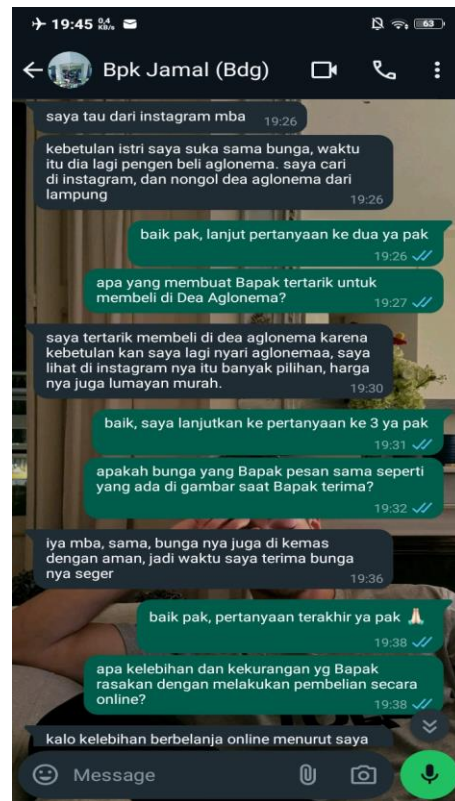 19:45 0,4 KB/s 63
Bpk Jamal (Bdg)
saya tau dari instagram mba 19:26
kebetulan istri saya suka sama bunga, waktu
itu dia lagi pengen beli aglonema. saya cari
di instagram, dan nongol dea aglonema dari
lampung
19:26
baik pak, lanjut pertanyaan ke dua ya pak
19:26
apa yang membuat Bapak tertarik untuk
membeli di Dea Aglonema?
19:27
saya tertarik membeli di dea aglonema karena
kebetulan kan saya lagi nyari aglonemaa, saya
lihat di instagram nya itu banyak pilihan, harga
nya juga lumayan murah.
19:30
baik, saya lanjutkan ke pertanyaan ke 3 ya pak
19:31
apakah bunga yang Bapak pesan sama seperti
yang ada di gambar saat Bapak terima?
19:32
iya mba, sama, bunga nya juga di kemas
dengan aman, jadi waktu saya terima bunga
nya seger
19:36
baik pak, pertanyaan terakhir ya pak 🙏🏻
19:38
apa kelebihan dan kekurangan yg Bapak
rasakan dengan melakukan pembelian secara
online?
19:38
kalo kelebihan berbelanja online menurut saya
Message